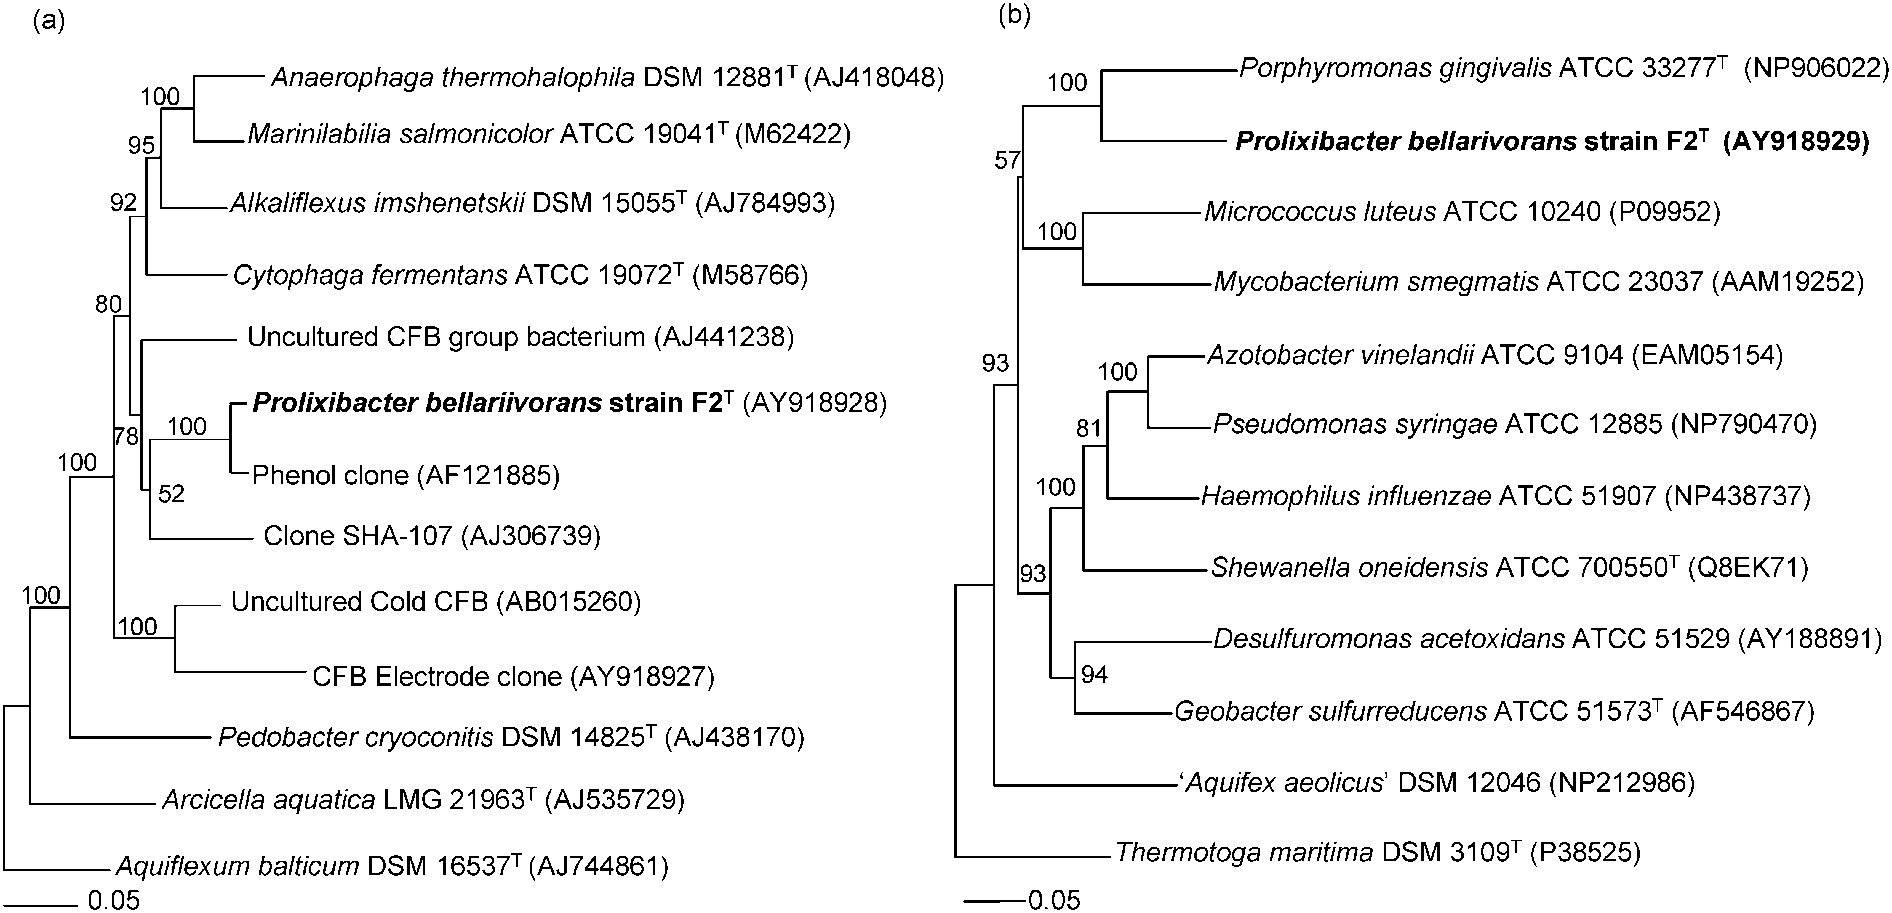 (a)
100
Anaerophaga thermohalophila DSM 12881T (AJ418048)
Marinilabilia salmonicolor ATCC 19041T (M62422)
95
Alkaliflexus imshenetskii DSM 15055T (AJ784993)
92
Cytophaga fermentans ATCC 19072T (M58766)
80
Uncultured CFB group bacterium (AJ441238)
Prolixibacter bellariivorans strain F2T (AY918928)
100
78
Phenol clone (AF121885)
100
52
Clone SHA-107 (AJ306739)
100
Uncultured Cold CFB (AB015260)
100
CFB Electrode clone (AY918927)
Pedobacter cryoconitis DSM 14825T (AJ438170)
Arcicella aquatica LMG 21963T (AJ535729)
Aquiflexum balticum DSM 16537T (AJ744861)
0.05
(b)
Porphyromonas gingivalis ATCC 33277T (NP906022)
100
Prolixibacter bellarivorans strain F2T (AY918929)
57
Micrococcus luteus ATCC 10240 (P09952)
100
Mycobacterium smegmatis ATCC 23037 (AAM19252)
93
Azotobacter vinelandii ATCC 9104 (EAM05154)
100
Pseudomonas syringae ATCC 12885 (NP790470)
81
100
Haemophilus influenzae ATCC 51907 (NP438737)
93
Shewanella oneidensis ATCC 700550T (Q8EK71)
Desulfuromonas acetoxidans ATCC 51529 (AY188891)
94
Geobacter sulfurreducens ATCC 51573T (AF546867)
‘Aquifex aeolicus’ DSM 12046 (NP212986)
Thermotoga maritima DSM 3109T (P38525)
0.05